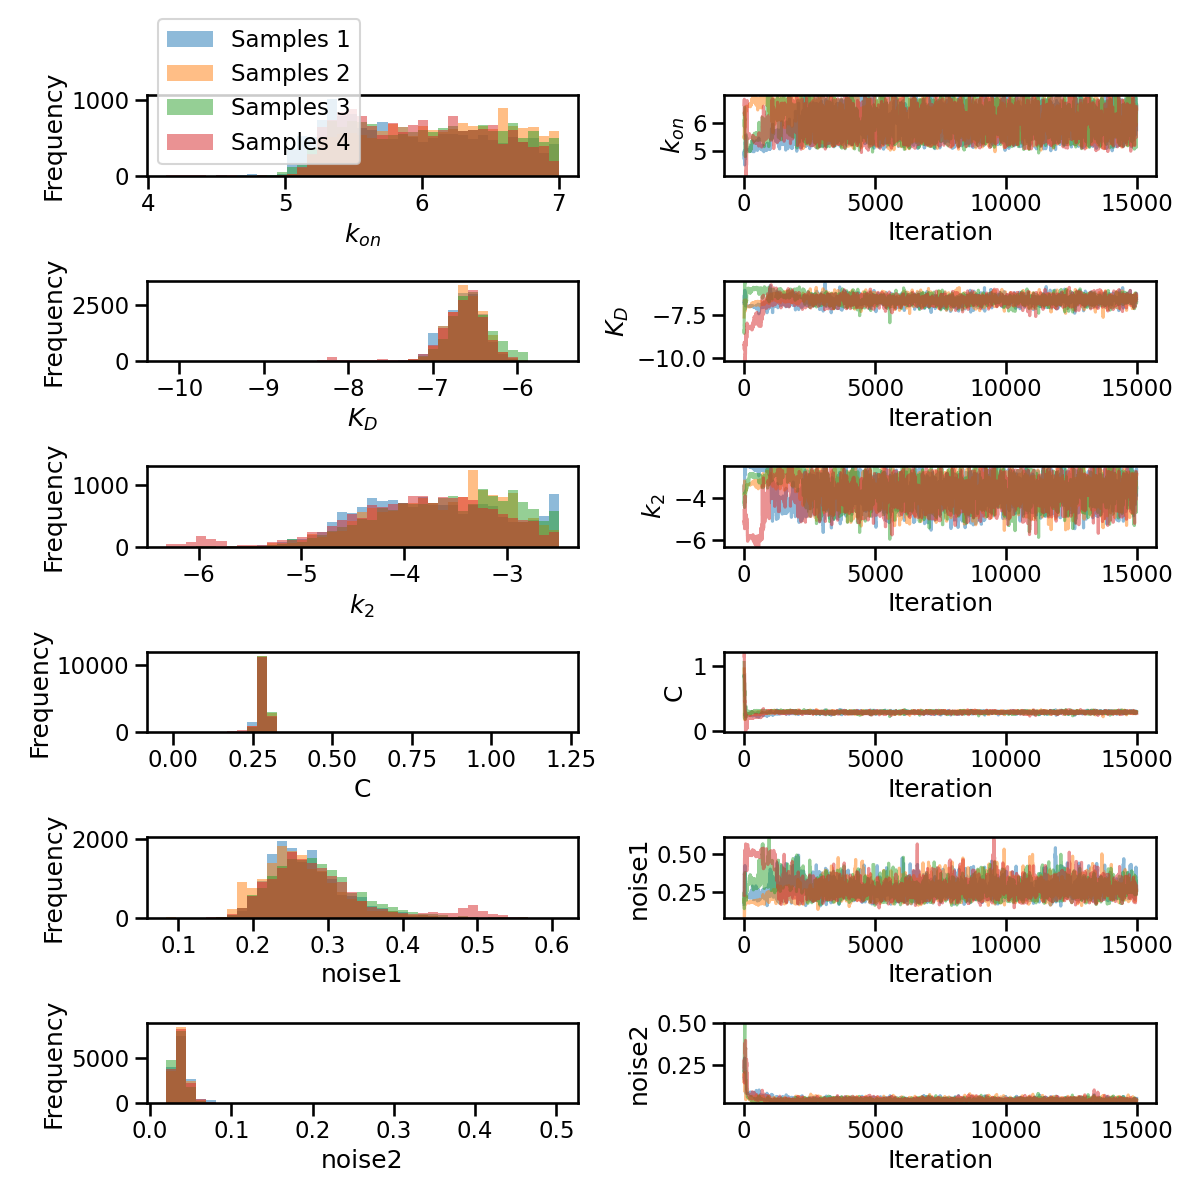 Samples 1
Samples 2
Samples 3
Samples 4
Frequency
1000
0
4 5 6 7
k_on
k_on
6
5
0 5000 10000 15000
Iteration
Frequency
2500
0
−10 −9 −8 −7 −6
K_D
K_D
−7.5
−10.0
0 5000 10000 15000
Iteration
Frequency
1000
0
−6 −5 −4 −3
k_2
k_2
−4
−6
0 5000 10000 15000
Iteration
Frequency
10000
0
0.00 0.25 0.50 0.75 1.00 1.25
C
C
1
0
0 5000 10000 15000
Iteration
Frequency
2000
0
0.1 0.2 0.3 0.4 0.5 0.6
noise1
noise1
0.50
0.25
0 5000 10000 15000
Iteration
Frequency
5000
0
0.0 0.1 0.2 0.3 0.4 0.5
noise2
noise2
0.50
0.25
0 5000 10000 15000
Iteration